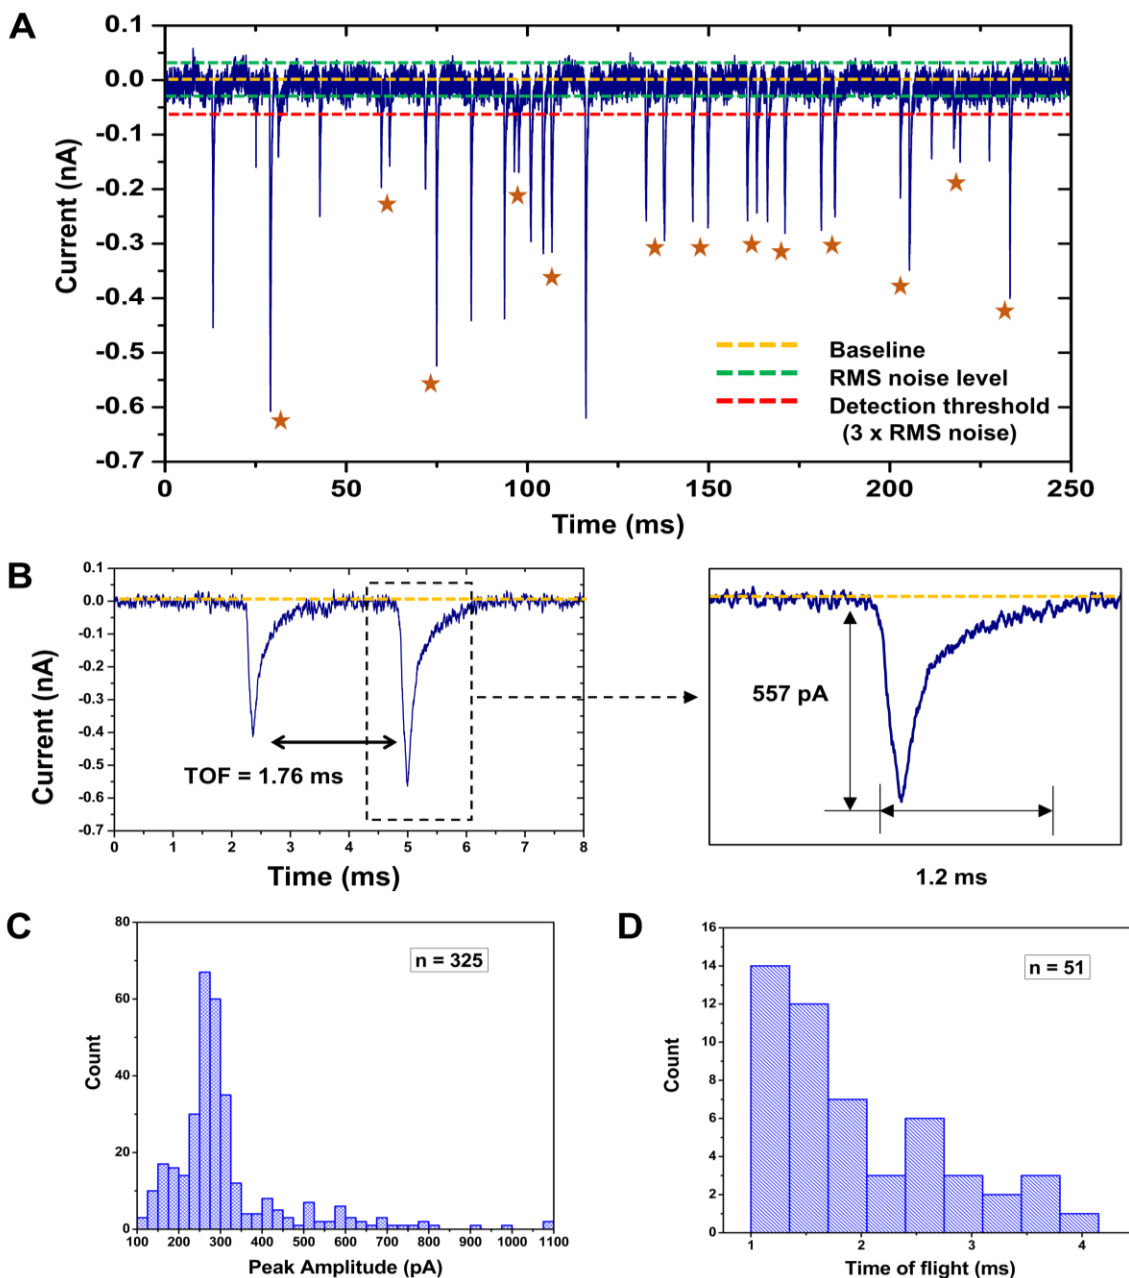 A
0.1
0.0
-0.1
-0.2
-0.3
-0.4
-0.5
-0.6
-0.7
Current (nA)
Baseline
RMS noise level
Detection threshold
(3 x RMS noise)
0 50 100 150 200 250
Time (ms)
B
0.1
0.0
-0.1
-0.2
-0.3
-0.4
-0.5
-0.6
-0.7
Current (nA)
TOF = 1.76 ms
0 1 2 3 4 5 6 7 8
Time (ms)
557 pA
1.2 ms
C
80
60
40
20
0
Count
n = 325
100 200 300 400 500 600 700 800 900 1000 1100
Peak Amplitude (pA)
D
16
14
12
10
8
6
4
2
0
Count
n = 51
1 2 3 4
Time of flight (ms)